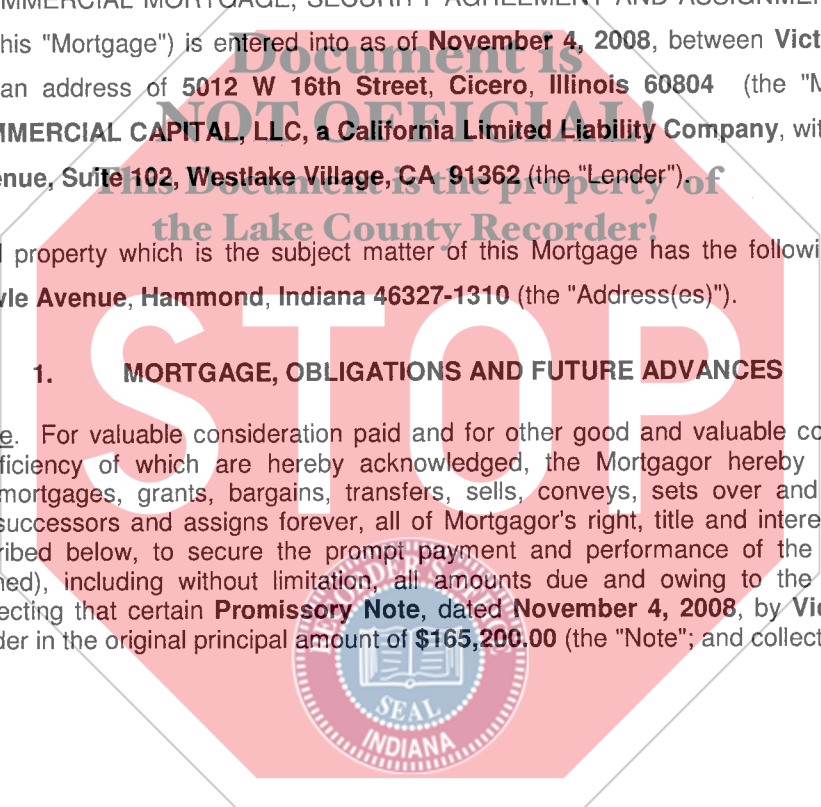 OMMERCIAL MORTGAGE, SECURITY AGREEMENT AND ASSIGNMEN
his "Mortgage") is entered into as of November 4, 2008, between Vict
Document is
an address of 5012 W 16th Street, Cicero, Illinois 60804 (the "M
NOT OFFICIAL!
MMERCIAL CAPITAL, LLC, a California Limited Liability Company, wit
enue, Suite 102, Westlake Village, CA 91362 (the "Lender").
This Document is the property of
the Lake County Recorder!
l property which is the subject matter of this Mortgage has the followi
yle Avenue, Hammond, Indiana 46327-1310 (the "Address(es)").
STOP
1. MORTGAGE, OBLIGATIONS AND FUTURE ADVANCES
e. For valuable consideration paid and for other good and valuable co
ficiency of which are hereby acknowledged, the Mortgagor hereby
mortgages, grants, bargains, transfers, sells, conveys, sets over and
successors and assigns forever, all of Mortgagor's right, title and intere
ribed below, to secure the prompt payment and performance of the
ned), including without limitation, all amounts due and owing to the
ecting that certain Promissory Note, dated November 4, 2008, by Vic
der in the original principal amount of $165,200.00 (the "Note"; and collect
SEAL
INDIANA